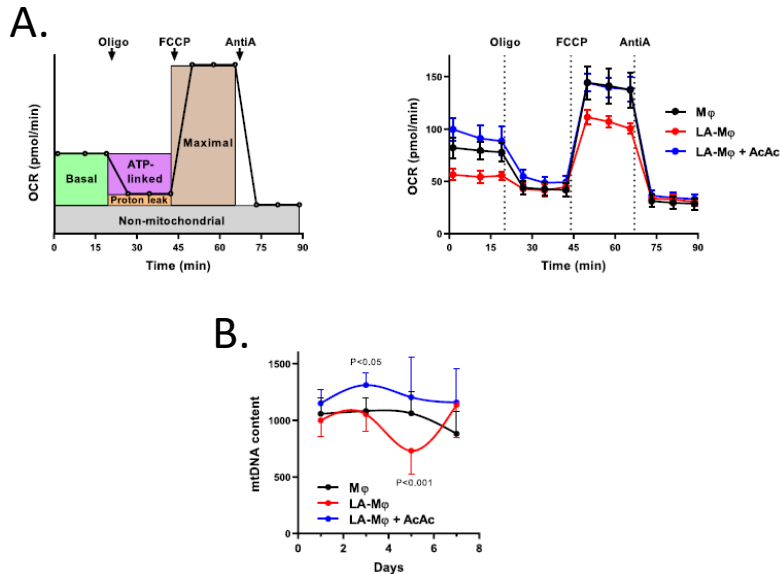 A.
Oligo FCCP AntiA
OCR (pmol/min)
Basal
ATP-
linked
Proton leak
Maximal
Non-mitochondrial
0 15 30 45 60 75 90
Time (min)
Oligo FCCP AntiA
OCR (pmol/min)
150
100
50
0
0 15 30 45 60 75 90
Time (min)
Mφ
LA-Mφ
LA-Mφ + AcAc
B.
mtDNA content
1500
1000
500
0
P<0.05
P<0.001
Mφ
LA-Mφ
LA-Mφ + AcAc
0 2 4 6 8
Days